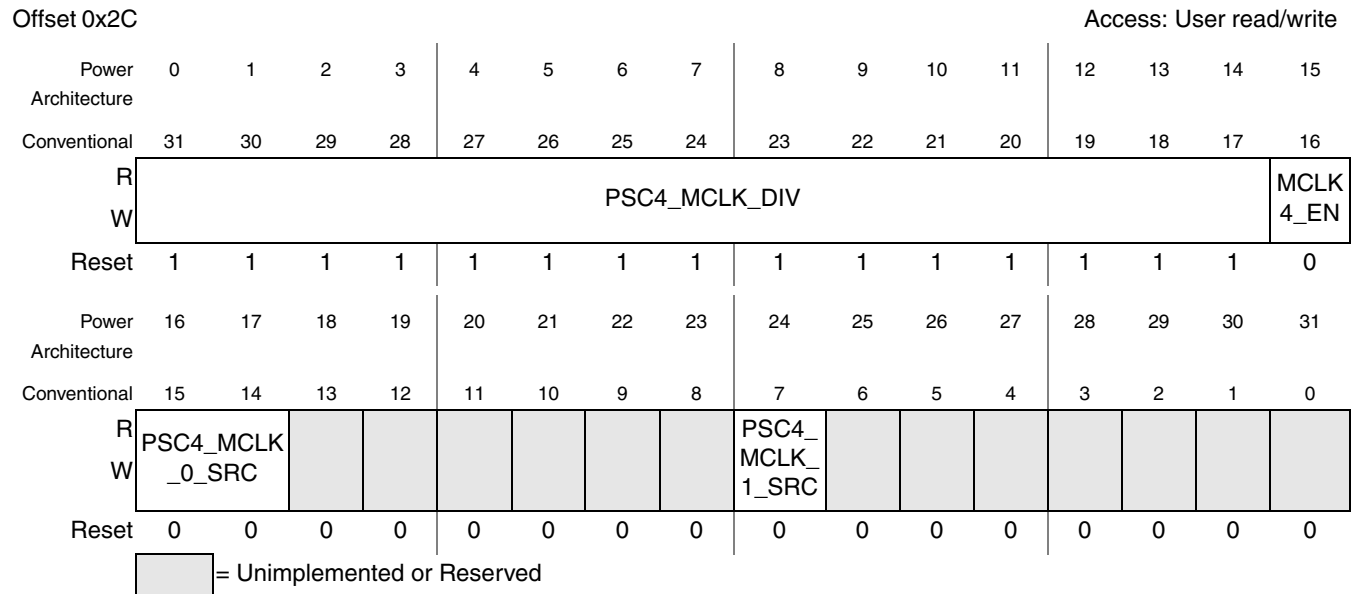 Offset 0x2C Access: User read/write
Power Architecture 0 1 2 3 4 5 6 7 8 9 10 11 12 13 14 15
Conventional 31 30 29 28 27 26 25 24 23 22 21 20 19 18 17 16
R
W
PSC4_MCLK_DIV
MCLK
4_EN
Reset 1 1 1 1 1 1 1 1 1 1 1 1 1 1 1 0
Power Architecture 16 17 18 19 20 21 22 23 24 25 26 27 28 29 30 31
Conventional 15 14 13 12 11 10 9 8 7 6 5 4 3 2 1 0
R
W
PSC4_MCLK
_0_SRC
PSC4_
MCLK_
1_SRC
Reset 0 0 0 0 0 0 0 0 0 0 0 0 0 0 0 0
= Unimplemented or Reserved